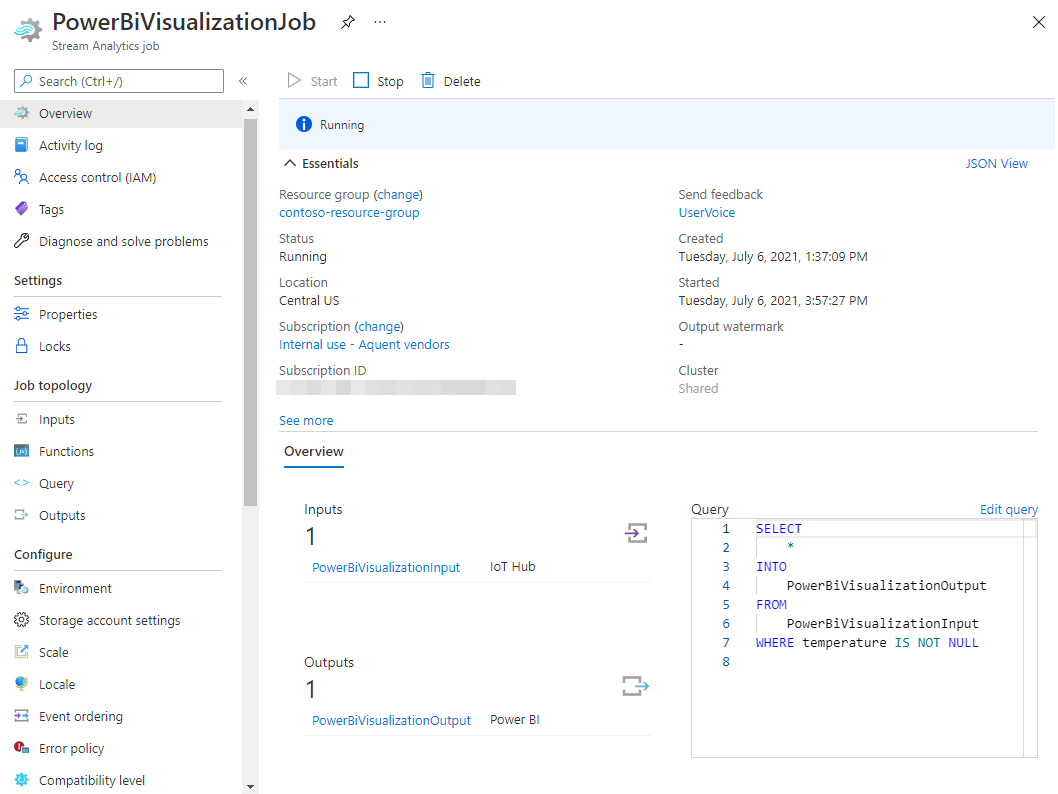 PowerBiVisualizationJob
Stream Analytics job
Search (Ctrl+/)
«
Start
Stop
Delete
Overview
Activity log
Access control (IAM)
Tags
Diagnose and solve problems
Settings
Properties
Locks
Job topology
Inputs
Functions
Query
Outputs
Configure
Environment
Storage account settings
Scale
Locale
Event ordering
Error policy
Compatibility level
Running
Essentials
JSON View
Resource group (change)
contoso-resource-group
Status
Running
Location
Central US
Subscription (change)
Internal use - Aquent vendors
Subscription ID
See more
Send feedback
UserVoice
Created
Tuesday, July 6, 2021, 1:37:09 PM
Started
Tuesday, July 6, 2021, 3:57:27 PM
Output watermark
-
Cluster
Shared
Overview
Inputs
1
PowerBiVisualizationInput IoT Hub
Outputs
1
PowerBiVisualizationOutput Power BI
Query
Edit query
1 SELECT
2 *
3 INTO
4 PowerBiVisualizationOutput
5 FROM
6 PowerBiVisualizationInput
7 WHERE temperature IS NOT NULL
8